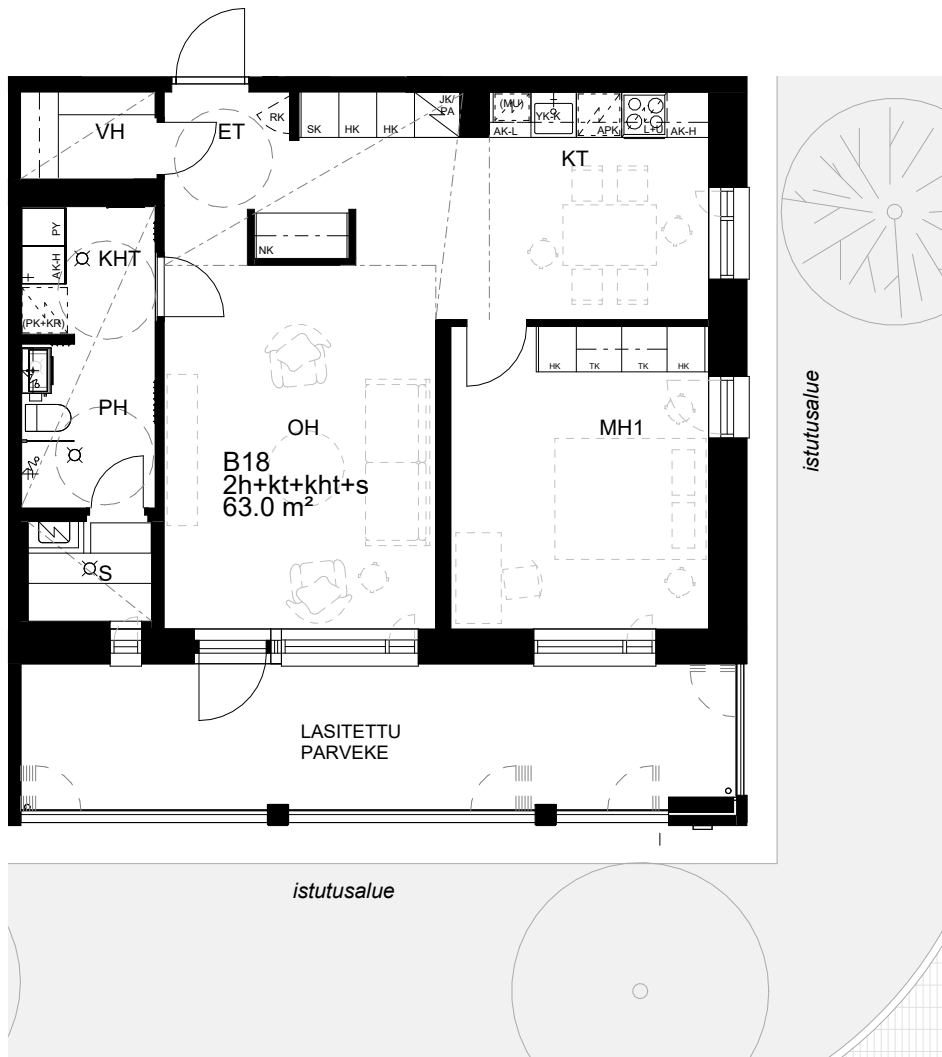 VH
ET
RK
SK
HK
HK
JK/
PA
(MU)
AK-L
YK-K
APK
L+U
AK-H
KT
NK
PY
AK-H
KHT
(PK+KR)
HK
TK
TK
HK
PH
OH
MH1
B18
2h+kt+kht+s
63.0 m²
S
istutusalue
LASITETTU
PARVEKE
istutusalue